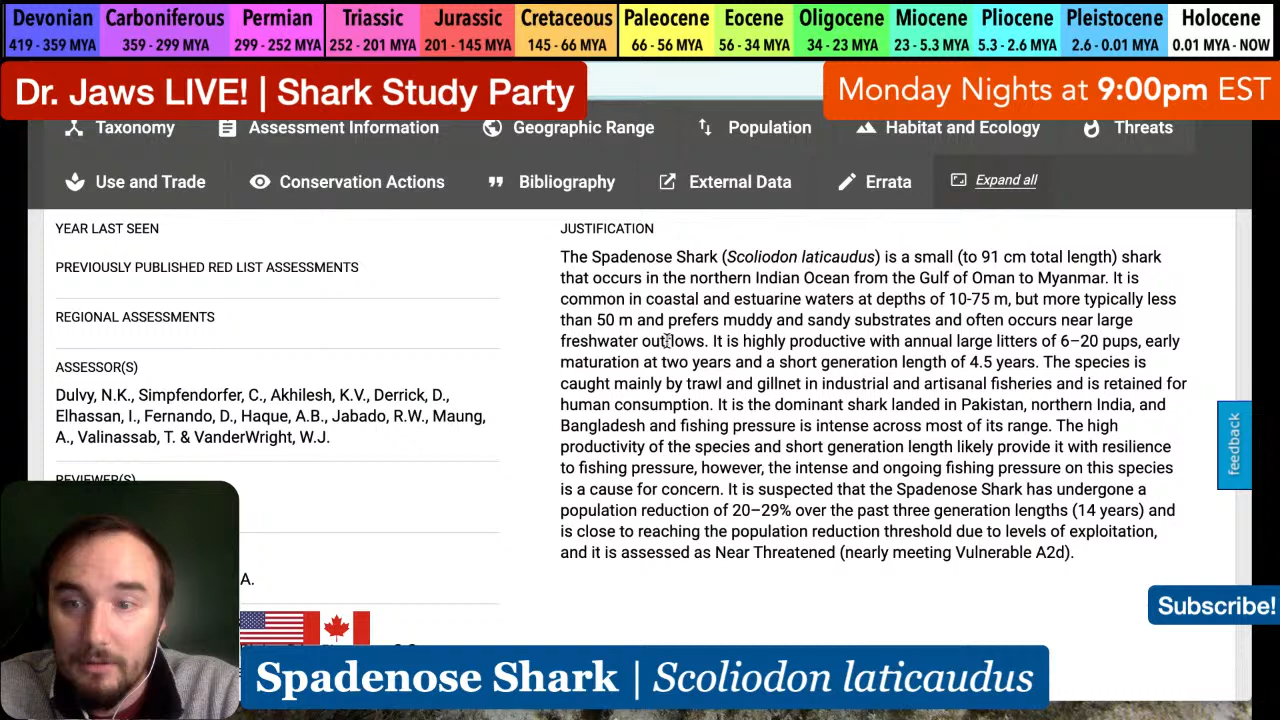 Devonian Carboniferous Permian Triassic Jurassic Cretaceous Paleocene Eocene Oligocene Miocene Pliocene Pleistocene Holocene
419 - 359 MYA 359 - 299 MYA 299 - 252 MYA 252 - 201 MYA 201 - 145 MYA 145 - 66 MYA 66 - 56 MYA 56 - 34 MYA 34 - 23 MYA 23 - 5.3 MYA 5.3 - 2.6 MYA 2.6 - 0.01 MYA 0.01 MYA - NOW
Dr. Jaws LIVE! | Shark Study Party
Monday Nights at 9:00pm EST
Taxonomy Assessment Information Geographic Range Population Habitat and Ecology Threats
Use and Trade Conservation Actions Bibliography External Data Errata Expand all
YEAR LAST SEEN
PREVIOUSLY PUBLISHED RED LIST ASSESSMENTS
REGIONAL ASSESSMENTS
ASSESSOR(S)
Dulvy, N.K., Simpfendorfer, C., Akhilesh, K.V., Derrick, D.,
Elhassan, I., Fernando, D., Haque, A.B., Jabado, R.W., Maung,
A., Valinassab, T. & VanderWright, W.J.
REVIEWER(S)
A.
JUSTIFICATION
The Spadenose Shark (Scoliodon laticaudus) is a small (to 91 cm total length) shark
that occurs in the northern Indian Ocean from the Gulf of Oman to Myanmar. It is
common in coastal and estuarine waters at depths of 10-75 m, but more typically less
than 50 m and prefers muddy and sandy substrates and often occurs near large
freshwater outflows. It is highly productive with annual large litters of 6–20 pups, early
maturation at two years and a short generation length of 4.5 years. The species is
caught mainly by trawl and gillnet in industrial and artisanal fisheries and is retained for
human consumption. It is the dominant shark landed in Pakistan, northern India, and
Bangladesh and fishing pressure is intense across most of its range. The high
productivity of the species and short generation length likely provide it with resilience
to fishing pressure, however, the intense and ongoing fishing pressure on this species
is a cause for concern. It is suspected that the Spadenose Shark has undergone a
population reduction of 20–29% over the past three generation lengths (14 years) and
is close to reaching the population reduction threshold due to levels of exploitation,
and it is assessed as Near Threatened (nearly meeting Vulnerable A2d).
feedback
Subscribe!
Spadenose Shark | Scoliodon laticaudus